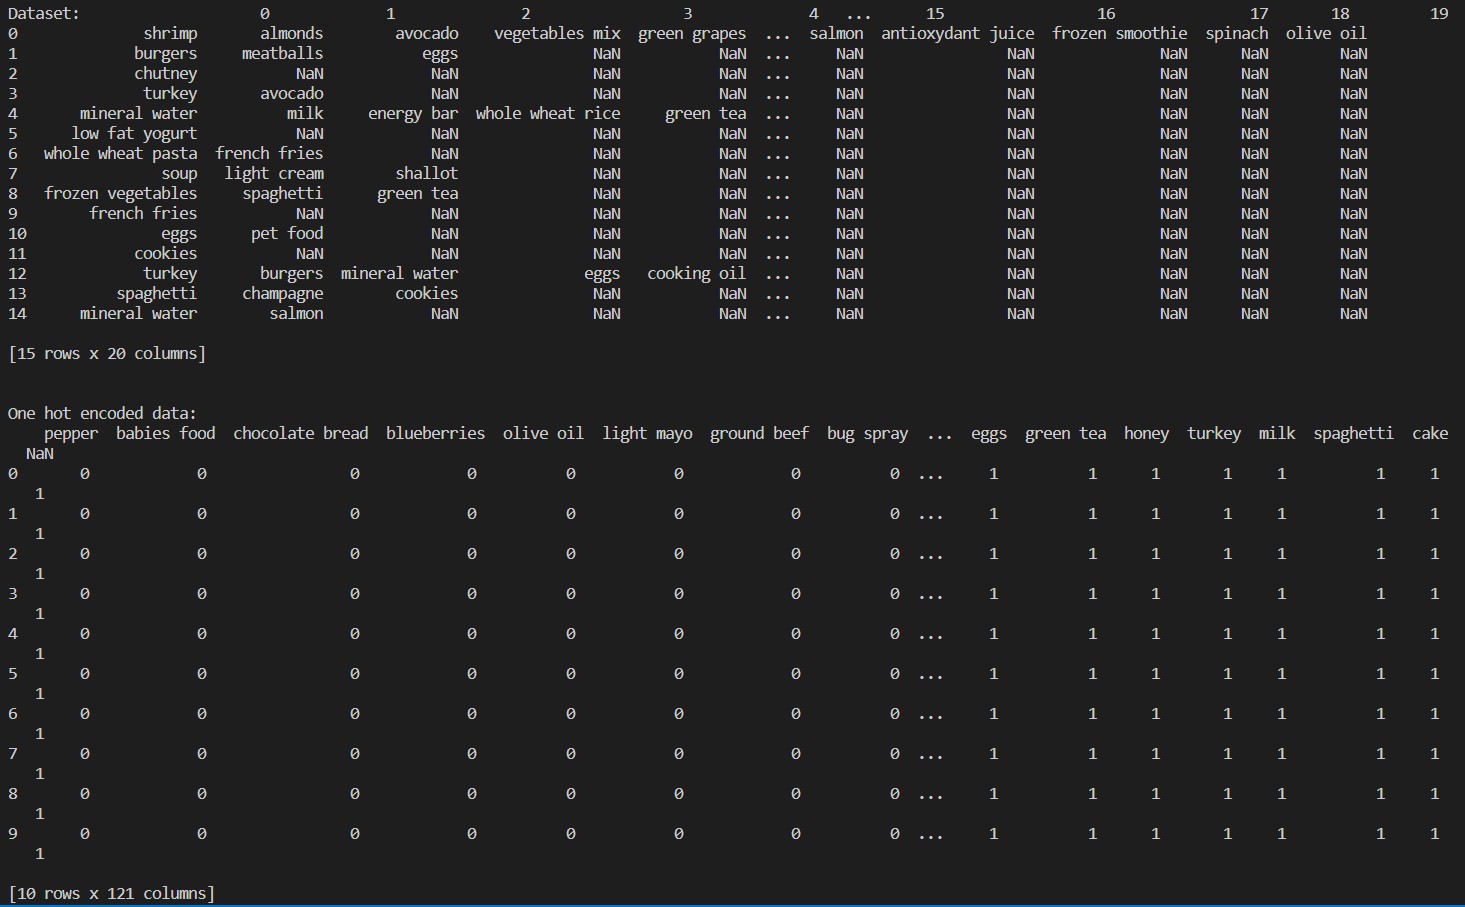 Dataset: 0 1 2 3 4 ... 15 16 17 18 19
0 shrimp almonds avocado vegetables mix green grapes ... salmon antioxydant juice frozen smoothie spinach olive oil
1 burgers meatballs eggs NaN NaN ... NaN NaN NaN NaN NaN
2 chutney NaN NaN NaN NaN ... NaN NaN NaN NaN NaN
3 turkey avocado NaN NaN NaN ... NaN NaN NaN NaN NaN
4 mineral water milk energy bar whole wheat rice green tea ... NaN NaN NaN NaN NaN
5 low fat yogurt NaN NaN NaN NaN ... NaN NaN NaN NaN NaN
6 whole wheat pasta french fries NaN NaN NaN ... NaN NaN NaN NaN NaN
7 soup light cream shallot NaN NaN ... NaN NaN NaN NaN NaN
8 frozen vegetables spaghetti green tea NaN NaN ... NaN NaN NaN NaN NaN
9 french fries NaN NaN NaN NaN ... NaN NaN NaN NaN NaN
10 eggs pet food NaN NaN NaN ... NaN NaN NaN NaN NaN
11 cookies NaN NaN NaN NaN ... NaN NaN NaN NaN NaN
12 turkey burgers mineral water eggs cooking oil ... NaN NaN NaN NaN NaN
13 spaghetti champagne cookies NaN NaN ... NaN NaN NaN NaN NaN
14 mineral water salmon NaN NaN NaN ... NaN NaN NaN NaN NaN
[15 rows x 20 columns]
One hot encoded data:
pepper babies food chocolate bread blueberries olive oil light mayo ground beef bug spray ... eggs green tea honey turkey milk spaghetti cake
NaN
0 0 0 0 0 0 0 0 0 ... 1 1 1 1 1 1 1
1
1 0 0 0 0 0 0 0 0 ... 1 1 1 1 1 1 1
1
2 0 0 0 0 0 0 0 0 ... 1 1 1 1 1 1 1
1
3 0 0 0 0 0 0 0 0 ... 1 1 1 1 1 1 1
1
4 0 0 0 0 0 0 0 0 ... 1 1 1 1 1 1 1
1
5 0 0 0 0 0 0 0 0 ... 1 1 1 1 1 1 1
1
6 0 0 0 0 0 0 0 0 ... 1 1 1 1 1 1 1
1
7 0 0 0 0 0 0 0 0 ... 1 1 1 1 1 1 1
1
8 0 0 0 0 0 0 0 0 ... 1 1 1 1 1 1 1
1
9 0 0 0 0 0 0 0 0 ... 1 1 1 1 1 1 1
1
[10 rows x 121 columns]